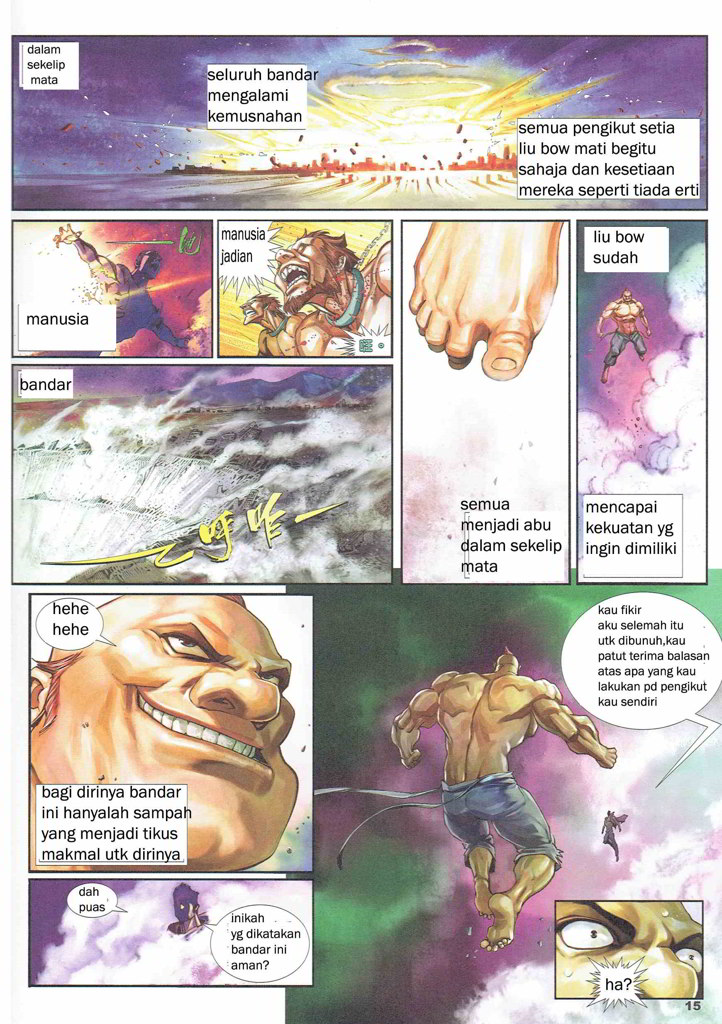 dalam
sekelip
mata
seluruh bandar
mengalami
kemusnahan
semua pengikut setia
liu bow mati begitu
sahaja dan kesetiaan
mereka seperti tiada erti
manusia
manusia
jadian
liu bow
sudah
bandar
呼咋
semua
menjadi abu
dalam sekelip
mata
mencapai
kekuatan yg
ingin dimiliki
hehe
hehe
bagi dirinya bandar
ini hanyalah sampah
yang menjadi tikus
makmal utk dirinya
kau fikir
aku selemah itu
utk dibunuh,kau
patut terima balasan
atas apa yang kau
lakukan pd pengikut
kau sendiri
dah
puas
inikah
yg dikatakan
bandar ini
aman?
ha?
15